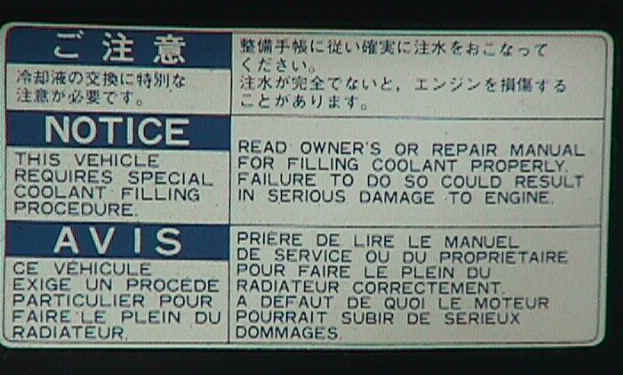 ご注意
冷却液の交換に特別な
注意が必要です。
整備手帳に従い確実に注水をおこなって
ください。
注水が完全でないと，エンジンを損傷する
ことがあります。
NOTICE
THIS VEHICLE
REQUIRES SPECIAL
COOLANT FILLING
PROCEDURE.
READ OWNER'S OR REPAIR MANUAL
FOR FILLING COOLANT PROPERLY.
FAILURE TO DO SO COULD RESULT
IN SERIOUS DAMAGE TO ENGINE.
AVIS
CE VÉHICULE
EXIGE UN PROCÉDÉ
PARTICULIER POUR
FAIRE LE PLEIN DU
RADIATEUR.
PRIÈRE DE LIRE LE MANUEL
DE SERVICE OU DU PROPRIÉTAIRE
POUR FAIRE LE PLEIN DU
RADIATEUR CORRECTEMENT.
A DÉFAUT DE QUOI LE MOTEUR
POURRAIT SUBIR DE SÉRIEUX
DOMMAGES.